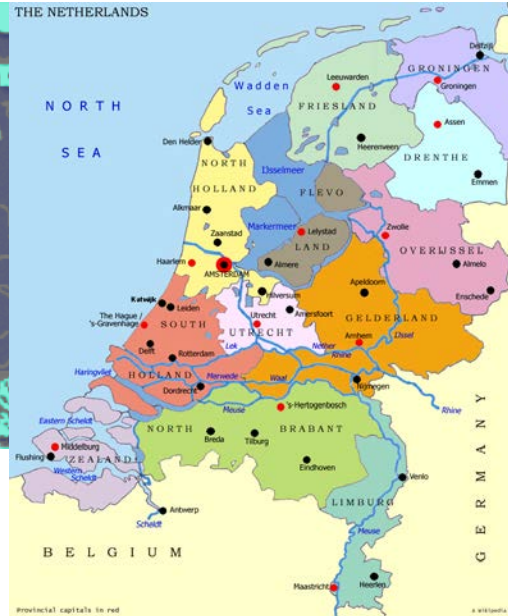 THE NETHERLANDS
Delfzijl
GRONINGEN
Leeuwarden
Groningen
Wadden
Sea
FRIESLAND
NORTH
SEA
Assen
Den Helder
Heerenveen
DRENTHE
NORTH
IJsselmeer
Emmen
HOLLAND
FLEVO
Alkmaar
Markermeer
Lelystad
Zwolle
Zaanstad
LAND
OVERIJSSEL
Haarlem
AMSTERDAM
Almere
Almelo
Apeldoorn
Enschede
Hilversum
Katwijk
Leiden
Utrecht
Amersfoort
GELDERLAND
The Hague /
's-Gravenhage
SOUTH
UTRECHT
Arnhem
IJssel
Delft
Lek
Nether
Rhine
Rotterdam
Haringvliet
HOLLAND
Merwede
Waal
Nijmegen
Dordrecht
Meuse
's-Hertogenbosch
Rhine
Eastern Scheldt
NORTH
BRABANT
Middelburg
Breda
Tilburg
Flushing
ZEALAND
Western
Scheldt
Eindhoven
Venlo
Antwerp
LIMBURG
Scheldt
Meuse
BELGIUM
GERMANY
Heerlen
Maastricht
Provincial capitals in red
© Wikipedia